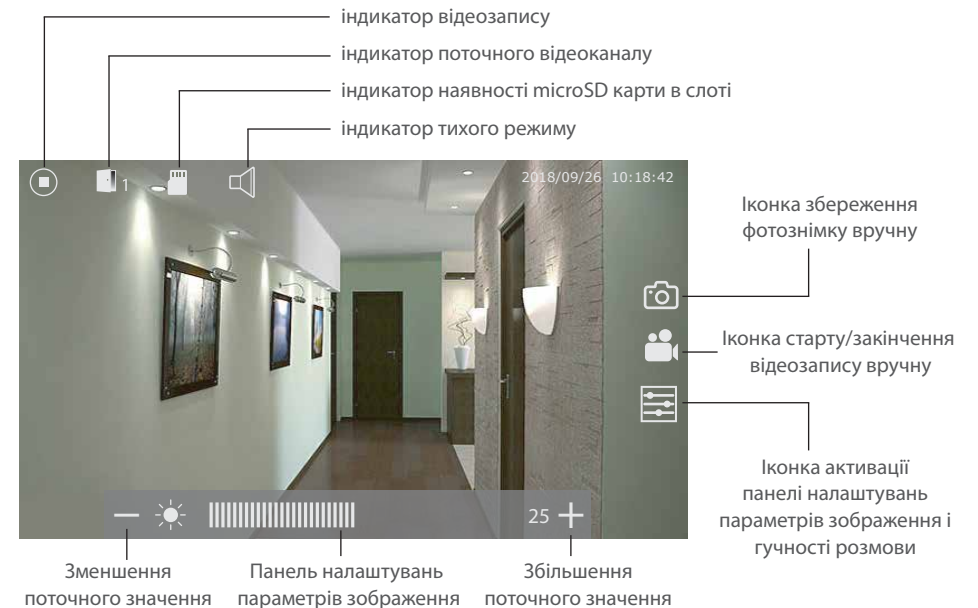 індикатор відеозапису
індикатор поточного відеоканалу
індикатор наявності microSD карти в слоті
індикатор тихого режиму
1
2018/09/26 10:18:42
Іконка збереження
фотознімку вручну
Іконка старту/закінчення
відеозапису вручну
Іконка активації
панелі налаштувань
параметрів зображення і
гучності розмови
25
Зменшення
поточного значення
Панель налаштувань
параметрів зображення
Збільшення
поточного значення